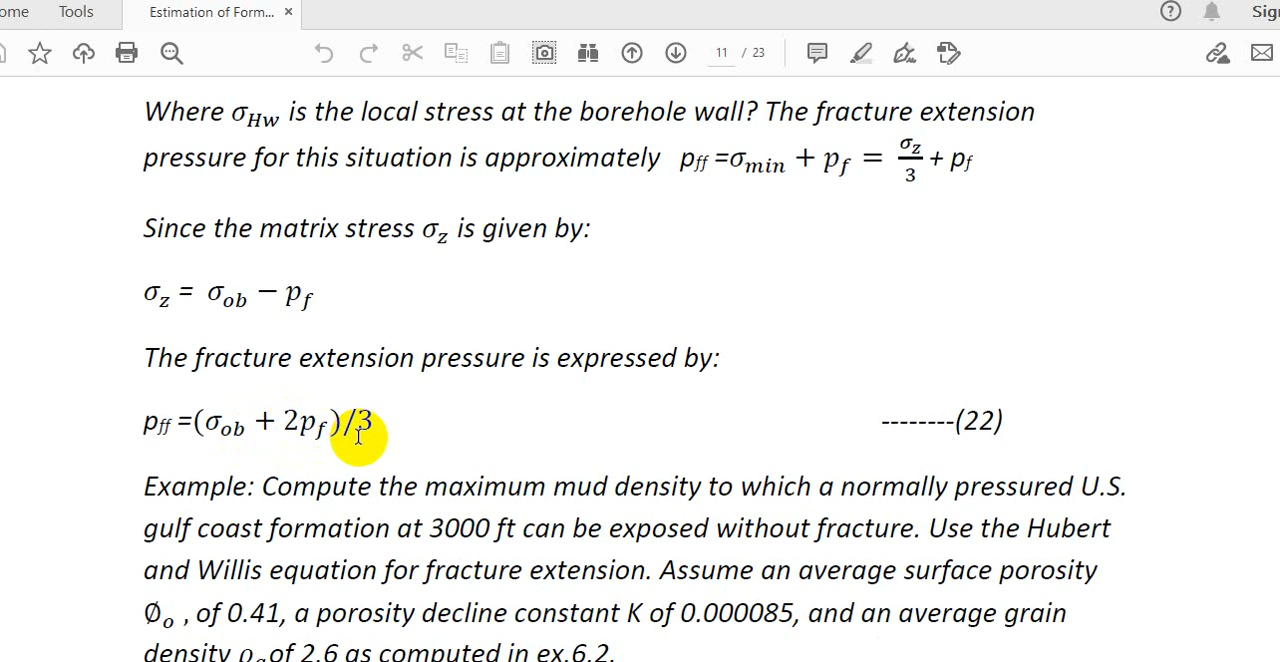 ome Tools Estimation of Form... × Sig
11 / 23
Where σHw is the local stress at the borehole wall? The fracture extension
pressure for this situation is approximately pff =σmin + pf = σz/3 + pf
Since the matrix stress σz is given by:
σz = σob − pf
The fracture extension pressure is expressed by:
pff =(σob + 2pf)/3 --------(22)
Example: Compute the maximum mud density to which a normally pressured U.S.
gulf coast formation at 3000 ft can be exposed without fracture. Use the Hubert
and Willis equation for fracture extension. Assume an average surface porosity
∅o , of 0.41, a porosity decline constant K of 0.000085, and an average grain
density ρg of 2.6 as computed in ex.6.2.